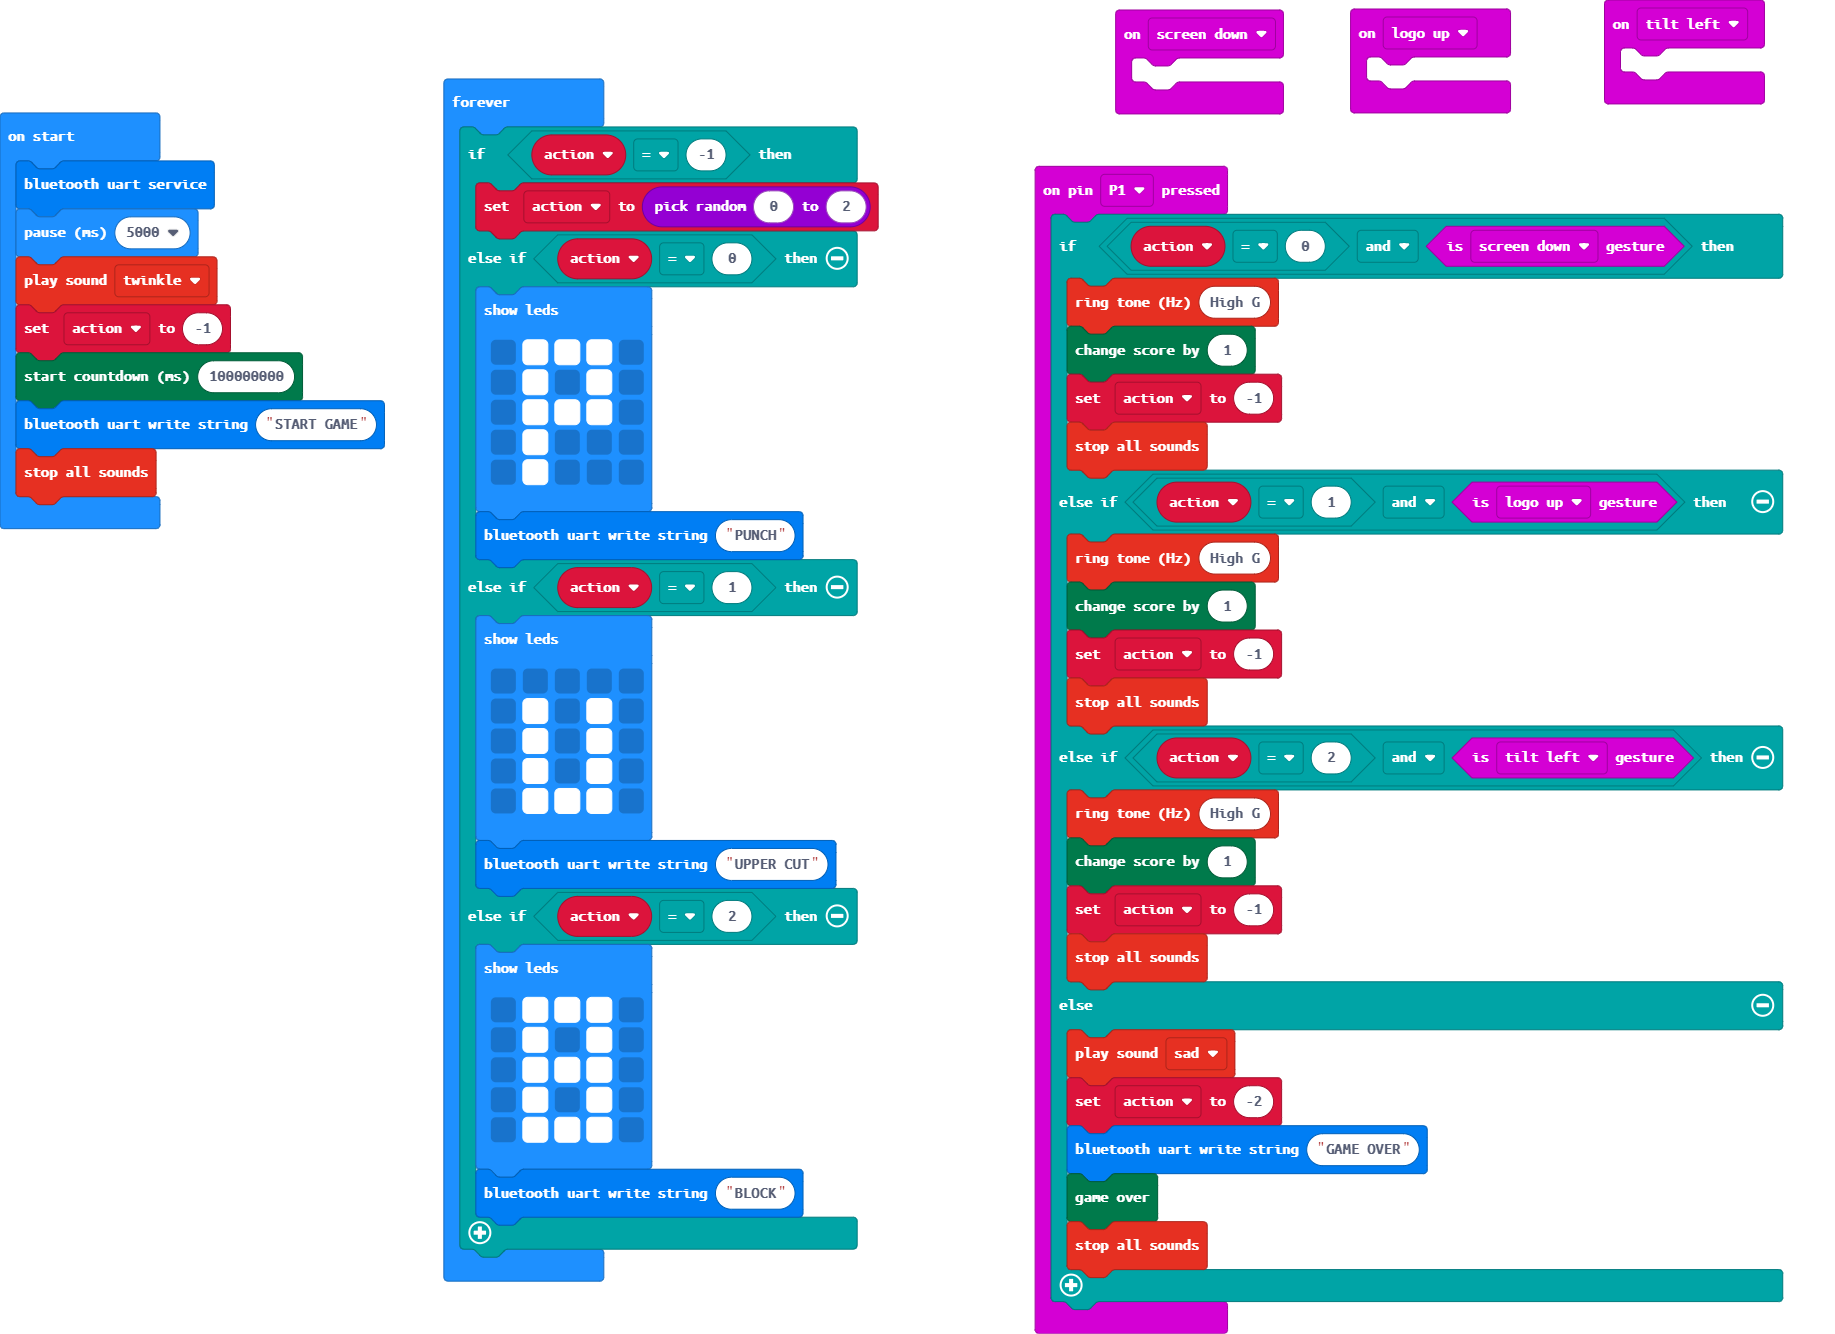 on start
bluetooth uart service
pause (ms) 5000
play sound twinkle
set action to -1
start countdown (ms) 100000000
bluetooth uart write string "START GAME"
stop all sounds
forever
if action = -1 then
set action to pick random 0 to 2
else if action = 0 then
show leds
bluetooth uart write string "PUNCH"
else if action = 1 then
show leds
bluetooth uart write string "UPPER CUT"
else if action = 2 then
show leds
bluetooth uart write string "BLOCK"
on screen down
on logo up
on tilt left
on pin P1 pressed
if action = 0 and is screen down gesture then
ring tone (Hz) High G
change score by 1
set action to -1
stop all sounds
else if action = 1 and is logo up gesture then
ring tone (Hz) High G
change score by 1
set action to -1
stop all sounds
else if action = 2 and is tilt left gesture then
ring tone (Hz) High G
change score by 1
set action to -1
stop all sounds
else
play sound sad
set action to -2
bluetooth uart write string "GAME OVER"
game over
stop all sounds